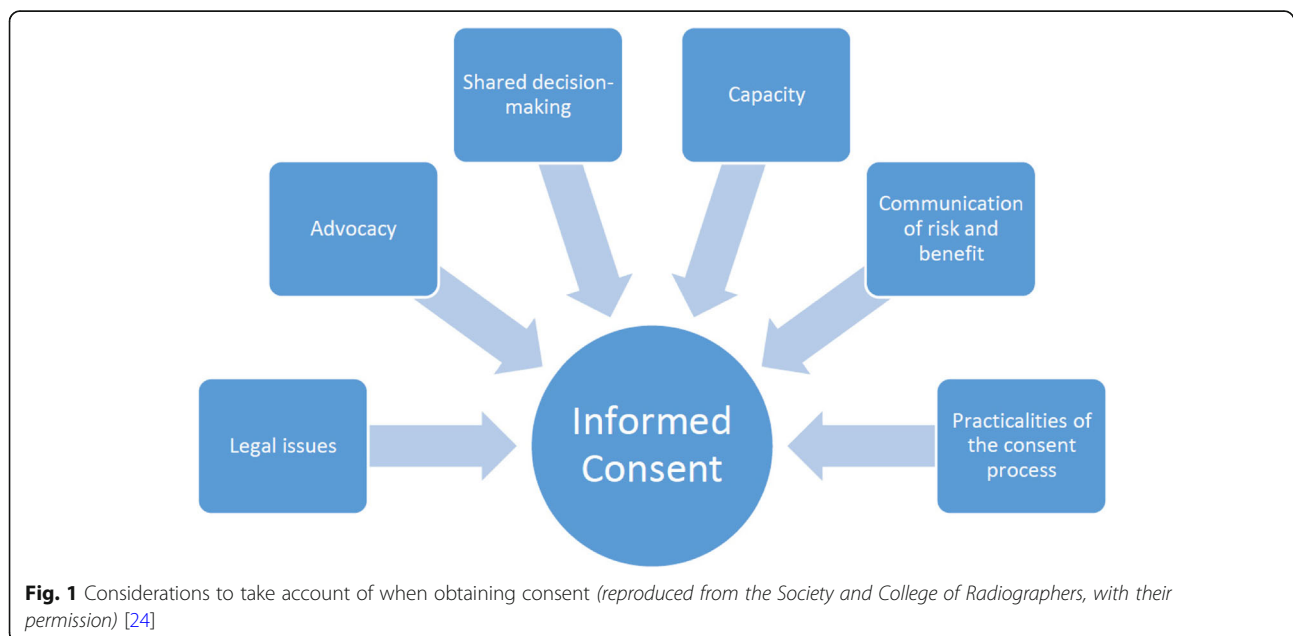 Shared decision-
making
Capacity
Advocacy
Communication
of risk and
benefit
Legal issues
Informed
Consent
Practicalities of
the consent
process
Fig. 1 Considerations to take account of when obtaining consent (reproduced from the Society and College of Radiographers, with their
permission) [24]